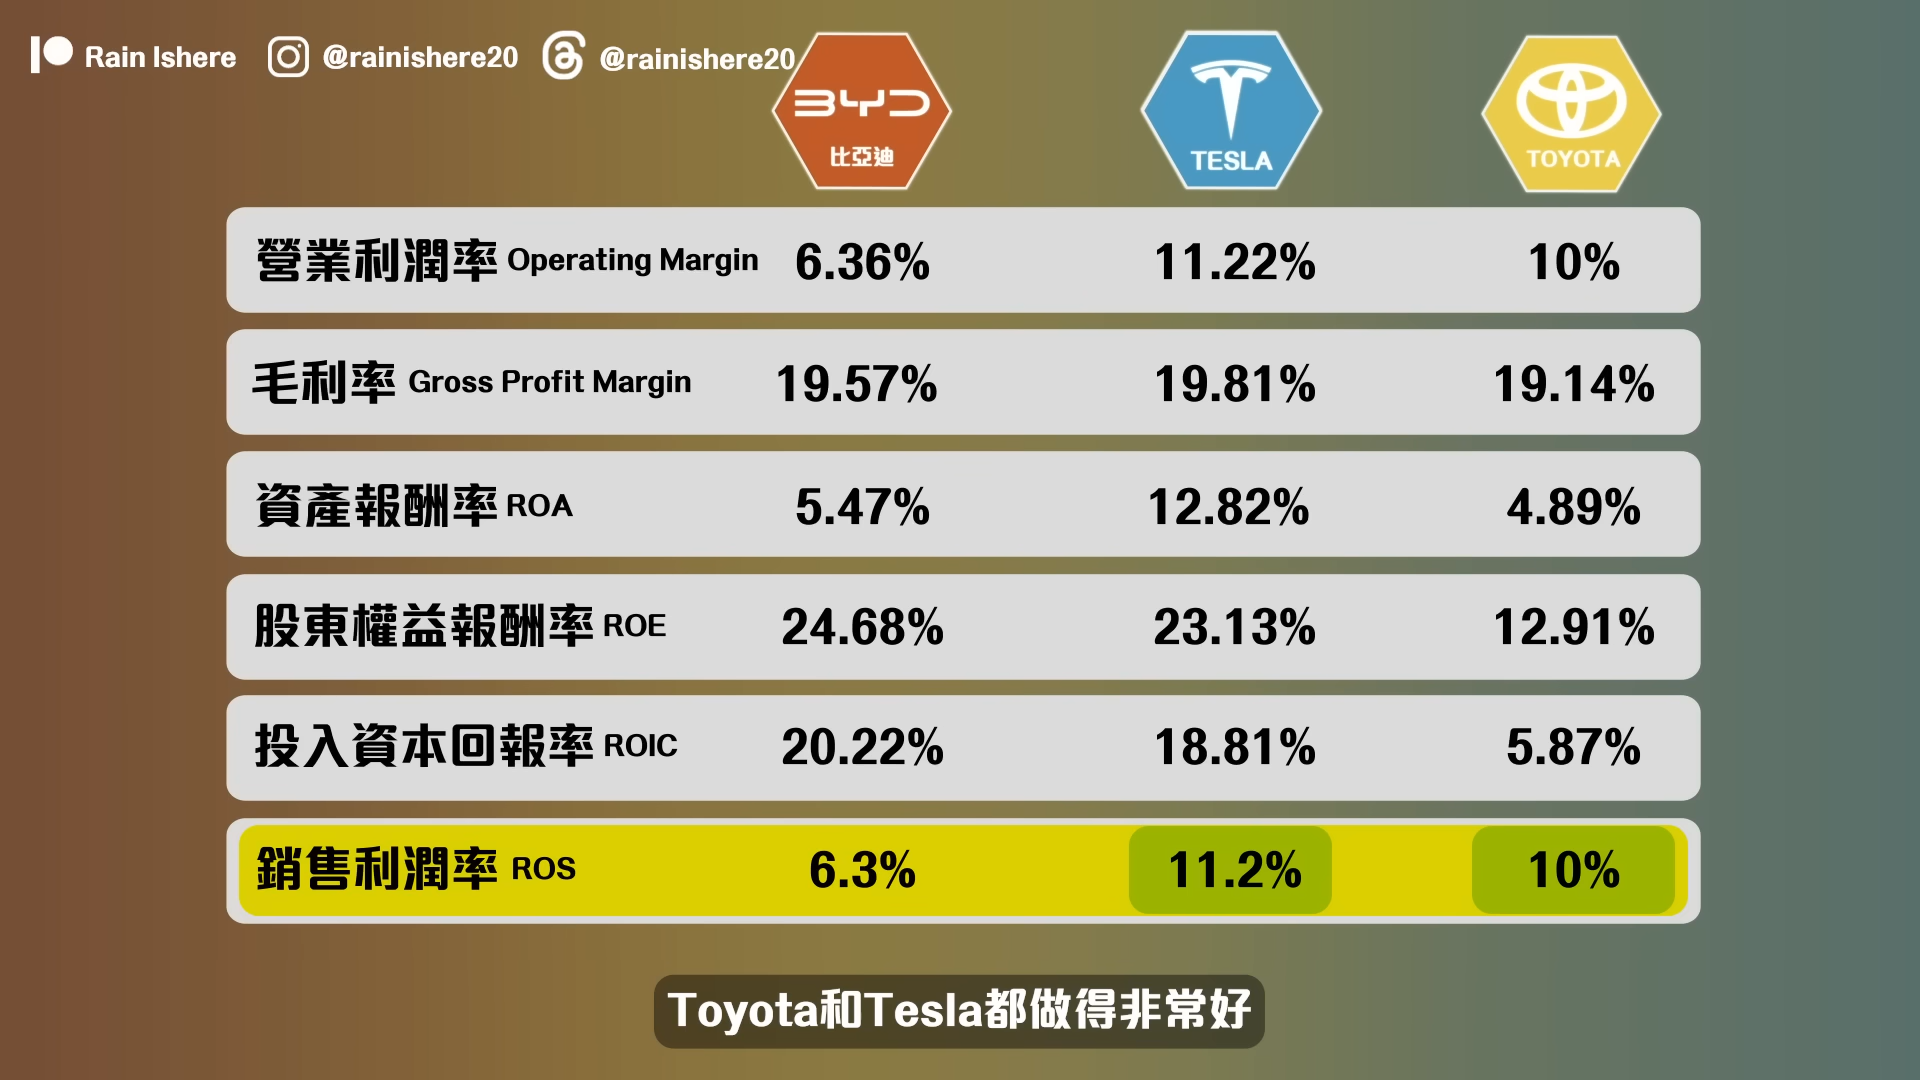 Rain Ishere @rainishere20 @rainishere20
BYD
比亞迪
TESLA
TOYOTA
營業利潤率 Operating Margin 6.36% 11.22% 10%
毛利率 Gross Profit Margin 19.57% 19.81% 19.14%
資產報酬率 ROA 5.47% 12.82% 4.89%
股東權益報酬率 ROE 24.68% 23.13% 12.91%
投入資本回報率 ROIC 20.22% 18.81% 5.87%
銷售利潤率 ROS 6.3% 11.2% 10%
Toyota和Tesla都做得非常好